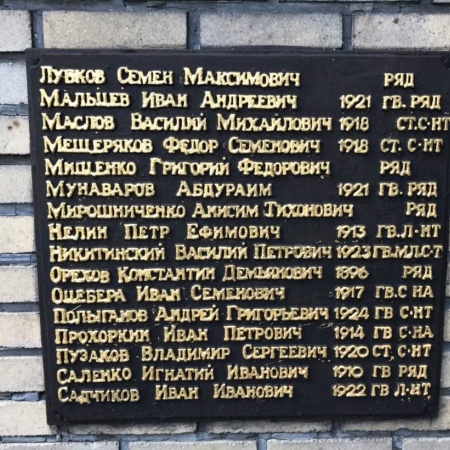 Лубков Семен Максимович РЯД
Мальцев Иван Андреевич 1921 ГВ. РЯД
Маслов Василий Михайлович 1918 СТ. С-НТ
Мещеряков Федор Семенович 1918 СТ. С-НТ
Мищенко Григорий Федорович РЯД
Мунаваров Абдураим 1921 ГВ. РЯД
Мирошниченко Анисим Тихонович РЯД
Нелин Петр Ефимович 1913 ГВ.Л-НТ
Никитинский Василий Петрович 1923 ГВ.МЛ.С-Т
Орехов Константин Демьянович 1896 РЯД
Оцебера Иван Семенович 1917 ГВ.С НА
Полыганов Андрей Григорьевич 1924 ГВ С-НТ
Прохоркин Иван Петрович 1914 ГВ С-НА
Пузаков Владимир Сергеевич 1920 СТ. С-НТ
Саленко Игнатий Иванович 1910 ГВ РЯД
Садчиков Иван Иванович 1922 ГВ Л-НТ